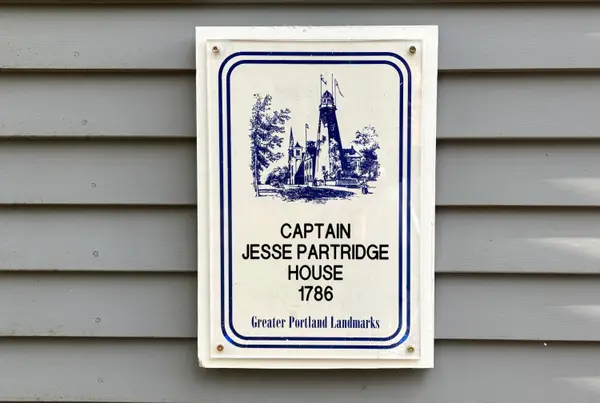 CAPTAIN
JESSE PARTRIDGE
HOUSE
1786
Greater Portland Landmarks